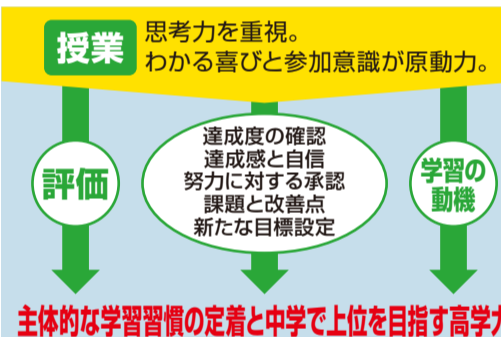 授業
思考力を重視。
わかる喜びと参加意識が原動力。
評価
達成度の確認
達成感と自信
努力に対する承認
課題と改善点
新たな目標設定
学習の
動機
主体的な学習習慣の定着と中学で上位を目指す高学力